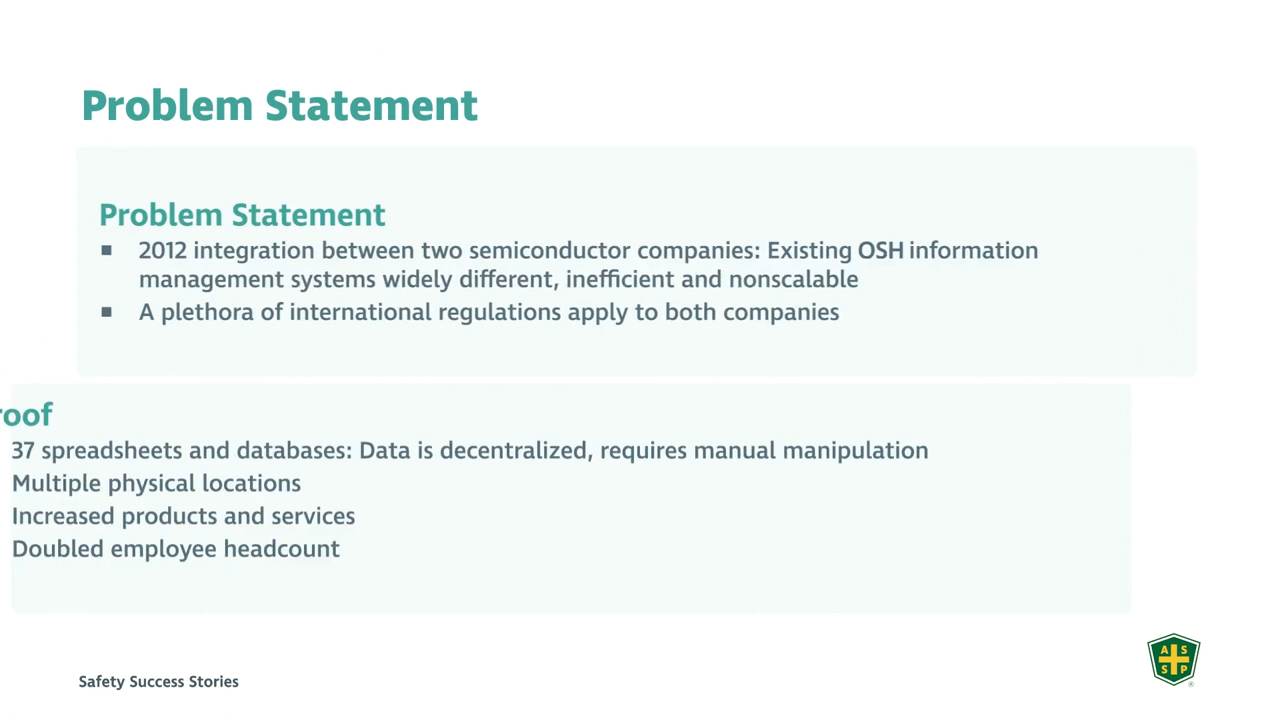 Problem Statement
Problem Statement
▪ 2012 integration between two semiconductor companies: Existing OSH information
management systems widely different, inefficient and nonscalable
▪ A plethora of international regulations apply to both companies
roof
37 spreadsheets and databases: Data is decentralized, requires manual manipulation
Multiple physical locations
Increased products and services
Doubled employee headcount
Safety Success Stories
A S
S P
®